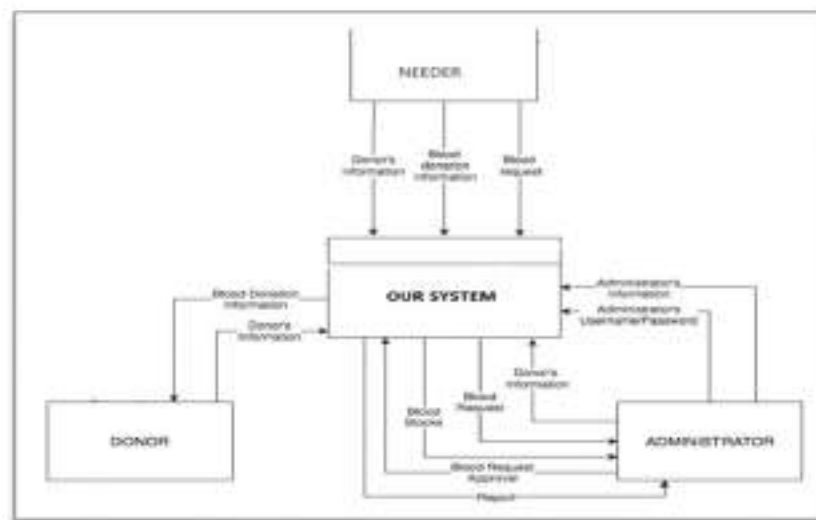 NEEDER
Donor's
Information
Blood
donation
Information
Blood
request
OUR SYSTEM
Blood Donation
Information
Donor's
Information
Administrator's
Information
Administrator's
Username/Password
Donor's
Information
Blood
Request
Blood
Stocks
DONOR
ADMINISTRATOR
Blood Request
Approval
Report